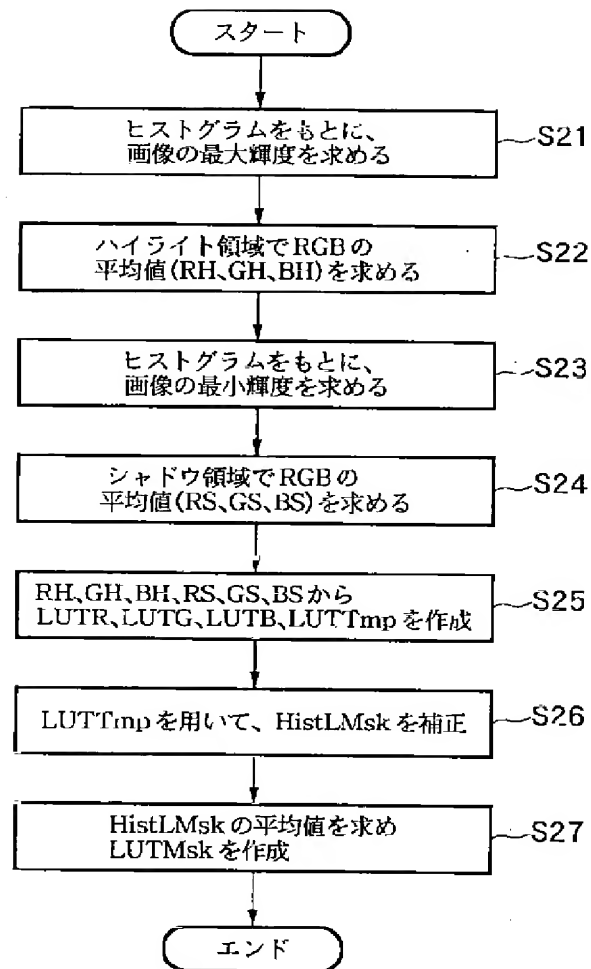 スタート
ヒストグラムをもとに、
画像の最大輝度を求める
S21
ハイライト領域でRGBの
平均値(RH、GH、BH)を求める
S22
ヒストグラムをもとに、
画像の最小輝度を求める
S23
シャドウ領域でRGBの
平均値(RS、GS、BS)を求める
S24
RH、GH、BH、RS、GS、BSから
LUTR、LUTG、LUTB、LUTTmpを作成
S25
LUTTmpを用いて、HistLMskを補正
S26
HistLMskの平均値を求め
LUTMskを作成
S27
エンド